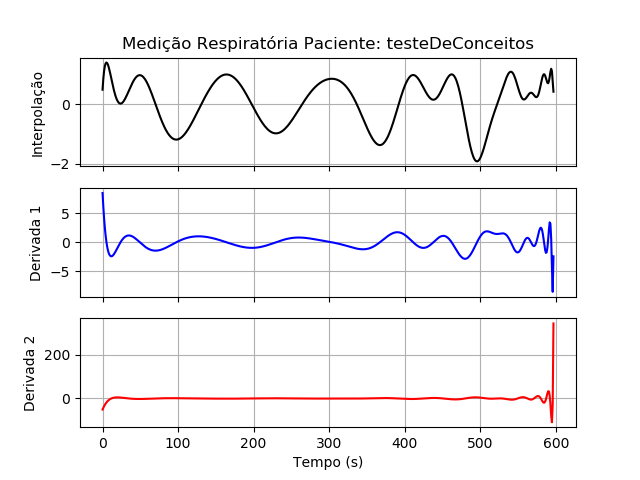 Medição Respiratória Paciente: testeDeConceitos
Interpolação
0
−2
Derivada 1
5
0
−5
Derivada 2
200
0
0 100 200 300 400 500 600
Tempo (s)